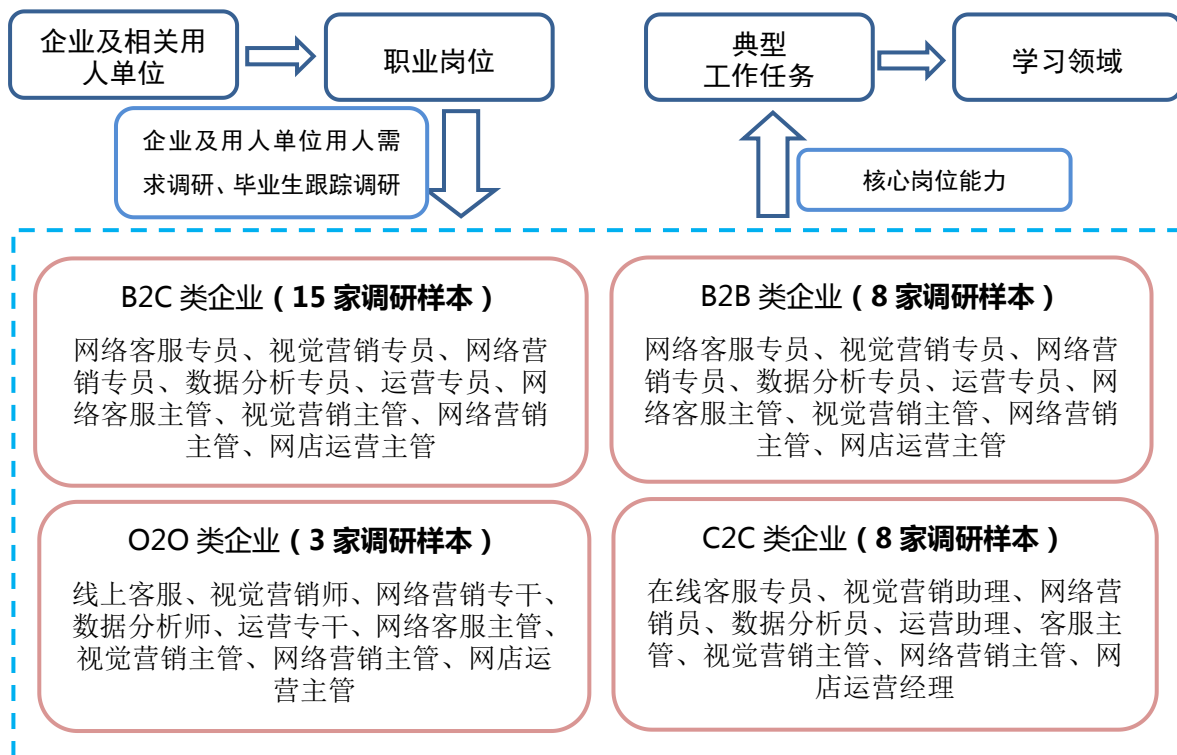 企业及相关用
人单位
职业岗位
典型
工作任务
学习领域
企业及用人单位用人需
求调研、毕业生跟踪调研
核心岗位能力
B2C 类企业（15 家调研样本）
网络客服专员、视觉营销专员、网络营
销专员、数据分析专员、运营专员、网
络客服主管、视觉营销主管、网络营销
主管、网店运营主管
B2B 类企业（8 家调研样本）
网络客服专员、视觉营销专员、网络营
销专员、数据分析专员、运营专员、网
络客服主管、视觉营销主管、网络营销
主管、网店运营主管
O2O 类企业（3 家调研样本）
线上客服、视觉营销师、网络营销专干、
数据分析师、运营专干、网络客服主管、
视觉营销主管、网络营销主管、网店运
营主管
C2C 类企业（8 家调研样本）
在线客服专员、视觉营销助理、网络营
销员、数据分析员、运营助理、客服主
管、视觉营销主管、网络营销主管、网
店运营经理